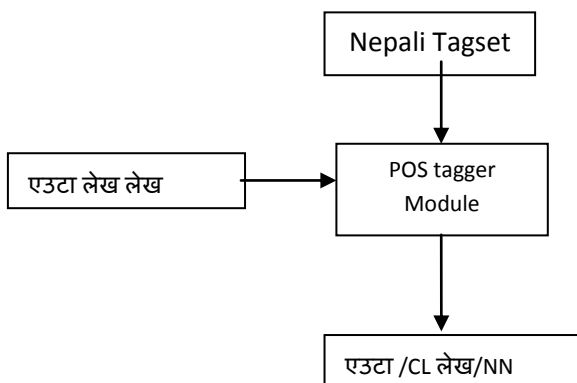 Nepali Tagset
एउटा लेख लेख
POS tagger
Module
एउटा /CL लेख/NN